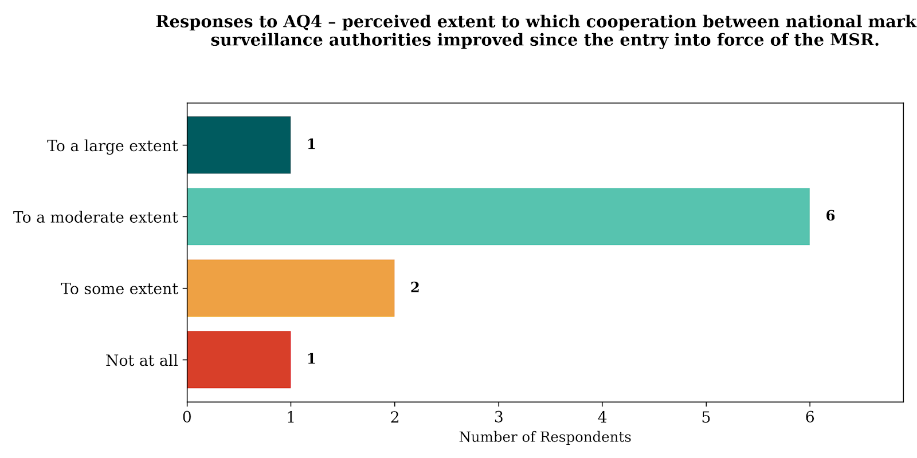 Responses to AQ4 – perceived extent to which cooperation between national mark
surveillance authorities improved since the entry into force of the MSR.
To a large extent
1
To a moderate extent
6
To some extent
2
Not at all
1
0 1 2 3 4 5 6
Number of Respondents